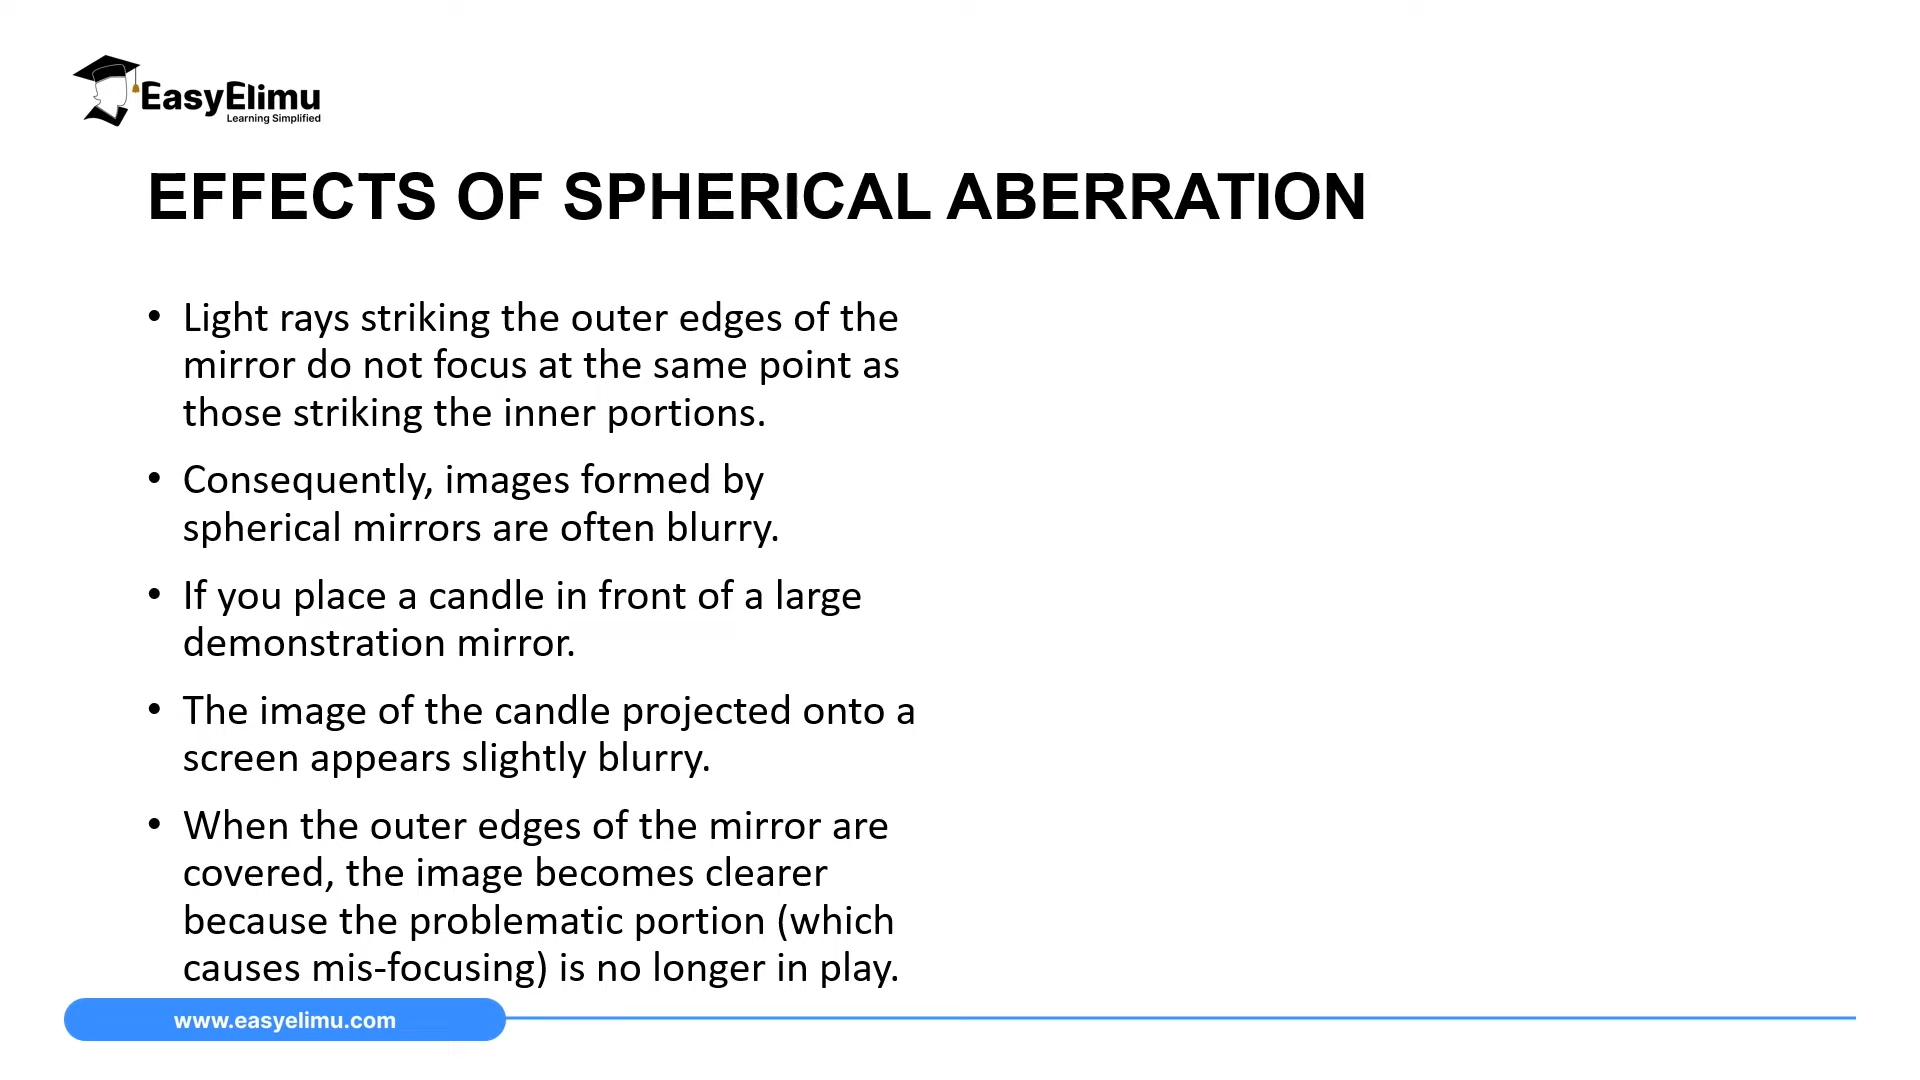 EasyElimu
Learning Simplified
EFFECTS OF SPHERICAL ABERRATION
• Light rays striking the outer edges of the
mirror do not focus at the same point as
those striking the inner portions.
• Consequently, images formed by
spherical mirrors are often blurry.
• If you place a candle in front of a large
demonstration mirror.
• The image of the candle projected onto a
screen appears slightly blurry.
• When the outer edges of the mirror are
covered, the image becomes clearer
because the problematic portion (which
causes mis-focusing) is no longer in play.
www.easyelimu.com